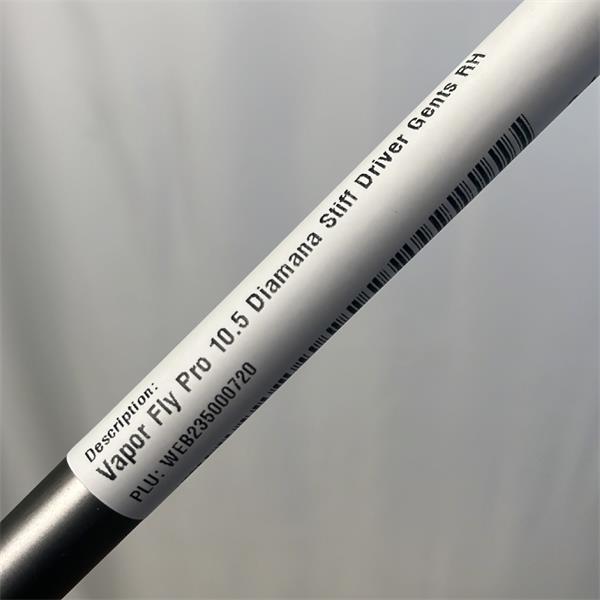 Description:
Vapor Fly Pro 10.5 Diamana Stiff Driver Gents RH
PLU: WEB235000720